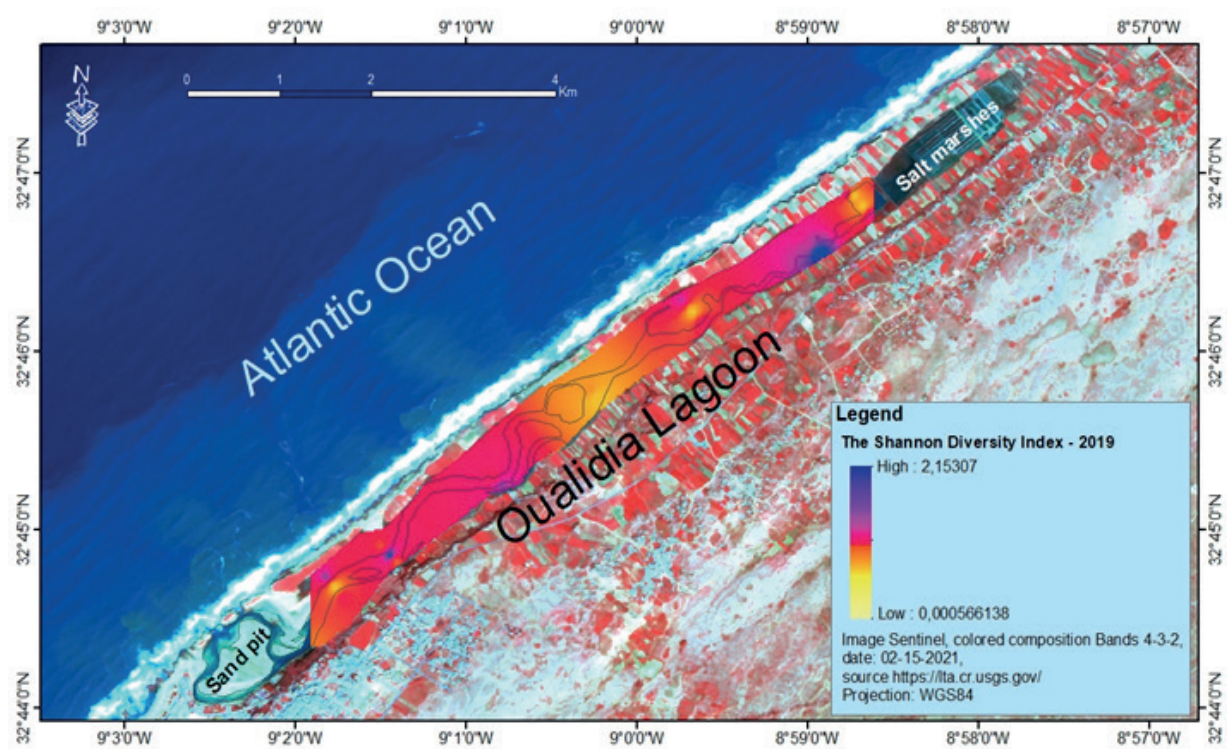 9°3'0"W 9°2'0"W 9°1'0"W 9°0'0"W 8°59'0"W 8°58'0"W 8°57'0"W
N
0 1 2 4
Km
32°47'0"N 32°47'0"N
Salt marshes
Atlantic Ocean
32°46'0"N 32°46'0"N
Oualidia Lagoon
32°45'0"N 32°45'0"N
Sand pit
32°44'0"N 32°44'0"N
Legend
The Shannon Diversity Index - 2019
High : 2,15307
Low : 0,000566138
Image Sentinel, colored composition Bands 4-3-2,
date: 02-15-2021,
source https://lta.cr.usgs.gov/
Projection: WGS84
9°3'0"W 9°2'0"W 9°1'0"W 9°0'0"W 8°59'0"W 8°58'0"W 8°57'0"W